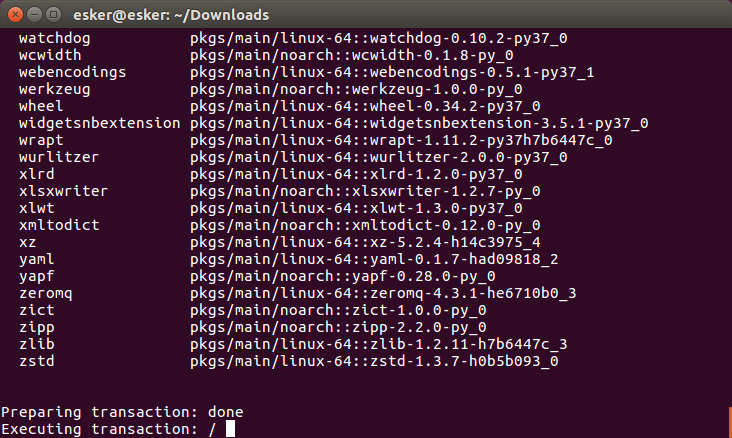 esker@esker: ~/Downloads
watchdog pkgs/main/linux-64::watchdog-0.10.2-py37_0
wcwidth pkgs/main/noarch::wcwidth-0.1.8-py_0
webencodings pkgs/main/linux-64::webencodings-0.5.1-py37_1
werkzeug pkgs/main/noarch::werkzeug-1.0.0-py_0
wheel pkgs/main/linux-64::wheel-0.34.2-py37_0
widgetsnbextension pkgs/main/linux-64::widgetsnbextension-3.5.1-py37_0
wrapt pkgs/main/linux-64::wrapt-1.11.2-py37h7b6447c_0
wurlitzer pkgs/main/linux-64::wurlitzer-2.0.0-py37_0
xlrd pkgs/main/linux-64::xlrd-1.2.0-py37_0
xlsxwriter pkgs/main/noarch::xlsxwriter-1.2.7-py_0
xlwt pkgs/main/linux-64::xlwt-1.3.0-py37_0
xmltodict pkgs/main/noarch::xmltodict-0.12.0-py_0
xz pkgs/main/linux-64::xz-5.2.4-h14c3975_4
yaml pkgs/main/linux-64::yaml-0.1.7-had09818_2
yapf pkgs/main/noarch::yapf-0.28.0-py_0
zeromq pkgs/main/linux-64::zeromq-4.3.1-he6710b0_3
zict pkgs/main/noarch::zict-1.0.0-py_0
zipp pkgs/main/noarch::zipp-2.2.0-py_0
zlib pkgs/main/linux-64::zlib-1.2.11-h7b6447c_3
zstd pkgs/main/linux-64::zstd-1.3.7-h0b5b093_0
Preparing transaction: done
Executing transaction: /